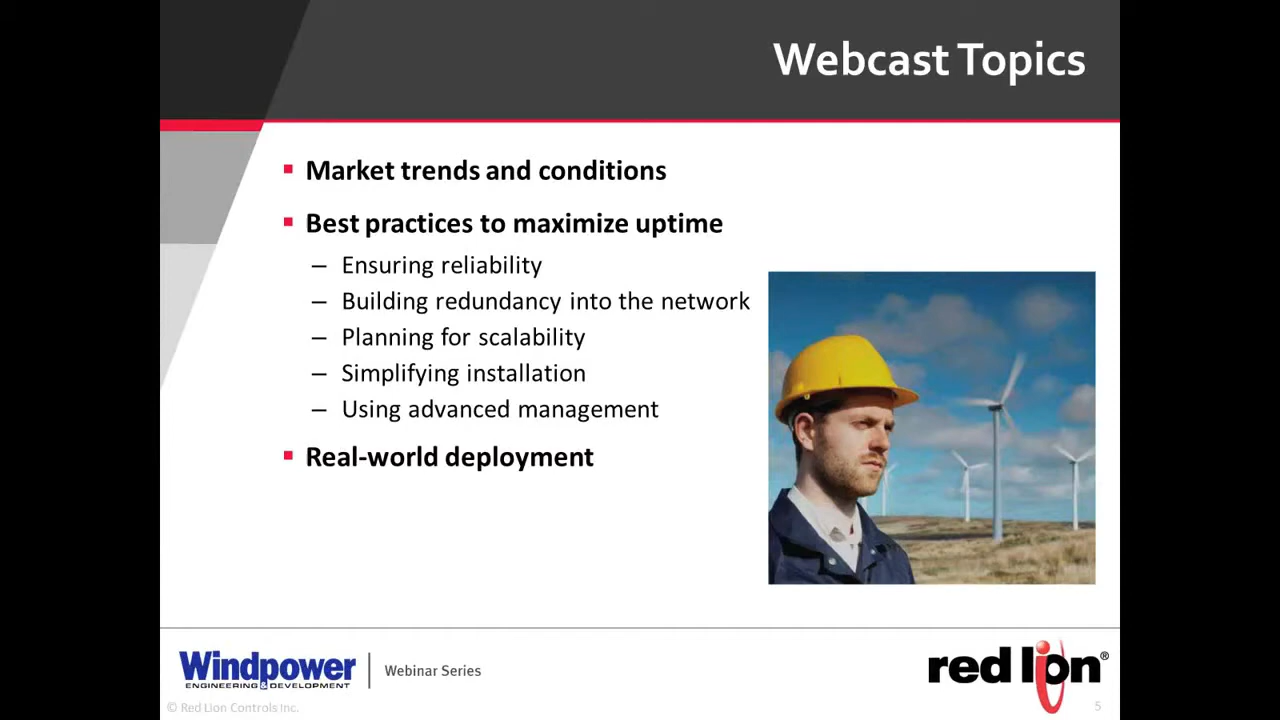 Webcast Topics
Market trends and conditions
Best practices to maximize uptime
– Ensuring reliability
– Building redundancy into the network
– Planning for scalability
– Simplifying installation
– Using advanced management
Real-world deployment
Windpower
ENGINEERING & DEVELOPMENT
Webinar Series
red lion®
© Red Lion Controls Inc.
5